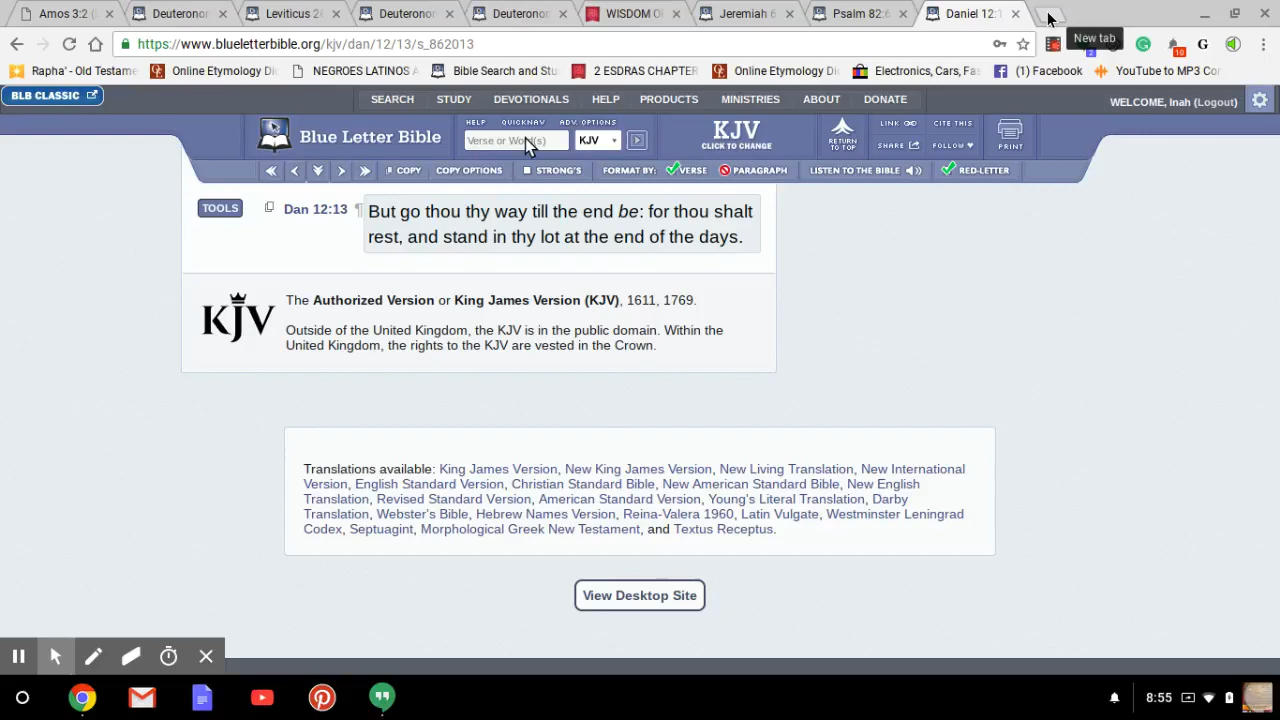 Amos 3:2 (
Deuteronom
Leviticus 26
Deuteronom
Deuteronom
WISDOM OF
Jeremiah 6
Psalm 82:6
Daniel 12:1
New tab
https://www.blueletterbible.org/kjv/dan/12/13/s_862013
2
10
G
Rapha' - Old Testame
Online Etymology Di
NEGROES LATINOS A
Bible Search and Stu
2 ESDRAS CHAPTER
Online Etymology Di
Electronics, Cars, Fas
(1) Facebook
YouTube to MP3 Con
BLB CLASSIC
SEARCH
STUDY
DEVOTIONALS
HELP
PRODUCTS
MINISTRIES
ABOUT
DONATE
WELCOME, Inah (Logout)
Blue Letter Bible
HELP
QUICKNAV
ADV. OPTIONS
Verse or Word(s)
KJV
KJV
CLICK TO CHANGE
RETURN
TO TOP
LINK
CITE THIS
SHARE
FOLLOW
PRINT
COPY
COPY OPTIONS
STRONG'S
FORMAT BY:
VERSE
PARAGRAPH
LISTEN TO THE BIBLE
RED-LETTER
TOOLS
Dan 12:13
¶
But go thou thy way till the end be: for thou shalt
rest, and stand in thy lot at the end of the days.
KJV
The Authorized Version or King James Version (KJV), 1611, 1769.
Outside of the United Kingdom, the KJV is in the public domain. Within the
United Kingdom, the rights to the KJV are vested in the Crown.
Translations available: King James Version, New King James Version, New Living Translation, New International
Version, English Standard Version, Christian Standard Bible, New American Standard Bible, New English
Translation, Revised Standard Version, American Standard Version, Young's Literal Translation, Darby
Translation, Webster's Bible, Hebrew Names Version, Reina-Valera 1960, Latin Vulgate, Westminster Leningrad
Codex, Septuagint, Morphological Greek New Testament, and Textus Receptus.
View Desktop Site
8:55